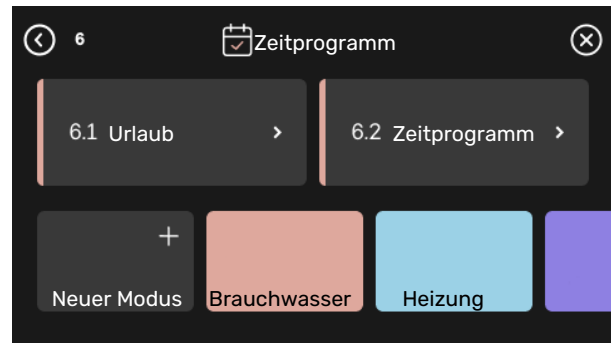 6 Zeitprogramm
6.1 Urlaub 6.2 Zeitprogramm
Neuer Modus Brauchwasser Heizung